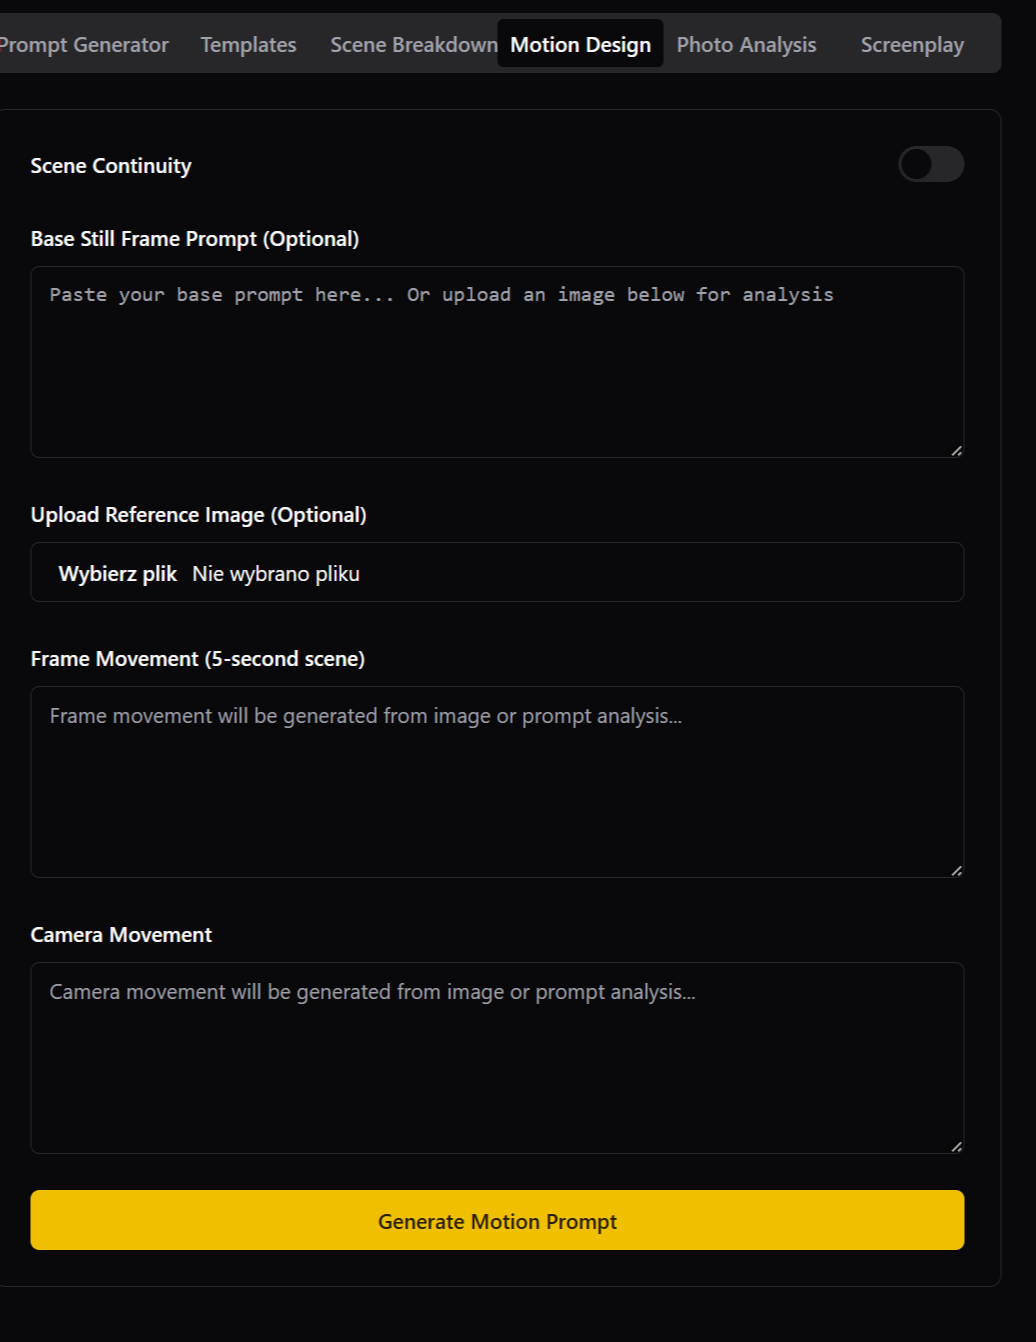 Prompt Generator Templates Scene Breakdown Motion Design Photo Analysis Screenplay
Scene Continuity
Base Still Frame Prompt (Optional)
Paste your base prompt here... Or upload an image below for analysis
Upload Reference Image (Optional)
Wybierz plik Nie wybrano pliku
Frame Movement (5-second scene)
Frame movement will be generated from image or prompt analysis...
Camera Movement
Camera movement will be generated from image or prompt analysis...
Generate Motion Prompt